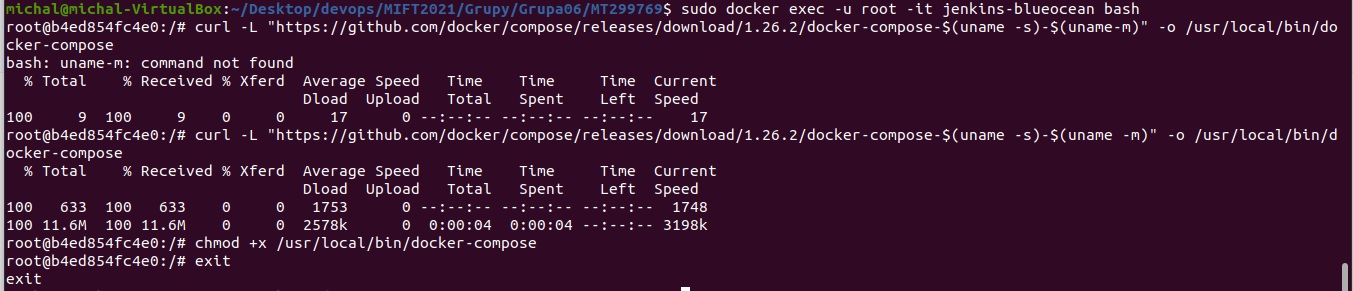 michal@michal-VirtualBox:~/Desktop/devops/MIFT2021/Grupy/Grupa06/MT299769$ sudo docker exec -u root -it jenkins-blueocean bash
root@b4ed854fc4e0:/# curl -L "https://github.com/docker/compose/releases/download/1.26.2/docker-compose-$(uname -s)-$(uname-m)" -o /usr/local/bin/do
cker-compose
bash: uname-m: command not found
  % Total    % Received % Xferd  Average Speed   Time    Time     Time  Current
                                 Dload  Upload   Total   Spent    Left  Speed
100     9  100     9    0     0     17      0 --:--:-- --:--:-- --:--:--    17
root@b4ed854fc4e0:/# curl -L "https://github.com/docker/compose/releases/download/1.26.2/docker-compose-$(uname -s)-$(uname -m)" -o /usr/local/bin/d
ocker-compose
  % Total    % Received % Xferd  Average Speed   Time    Time     Time  Current
                                 Dload  Upload   Total   Spent    Left  Speed
100   633  100   633    0     0   1753      0 --:--:-- --:--:-- --:--:--  1748
100 11.6M  100 11.6M    0     0  2578k      0  0:00:04  0:00:04 --:--:-- 3198k
root@b4ed854fc4e0:/# chmod +x /usr/local/bin/docker-compose
root@b4ed854fc4e0:/# exit
exit